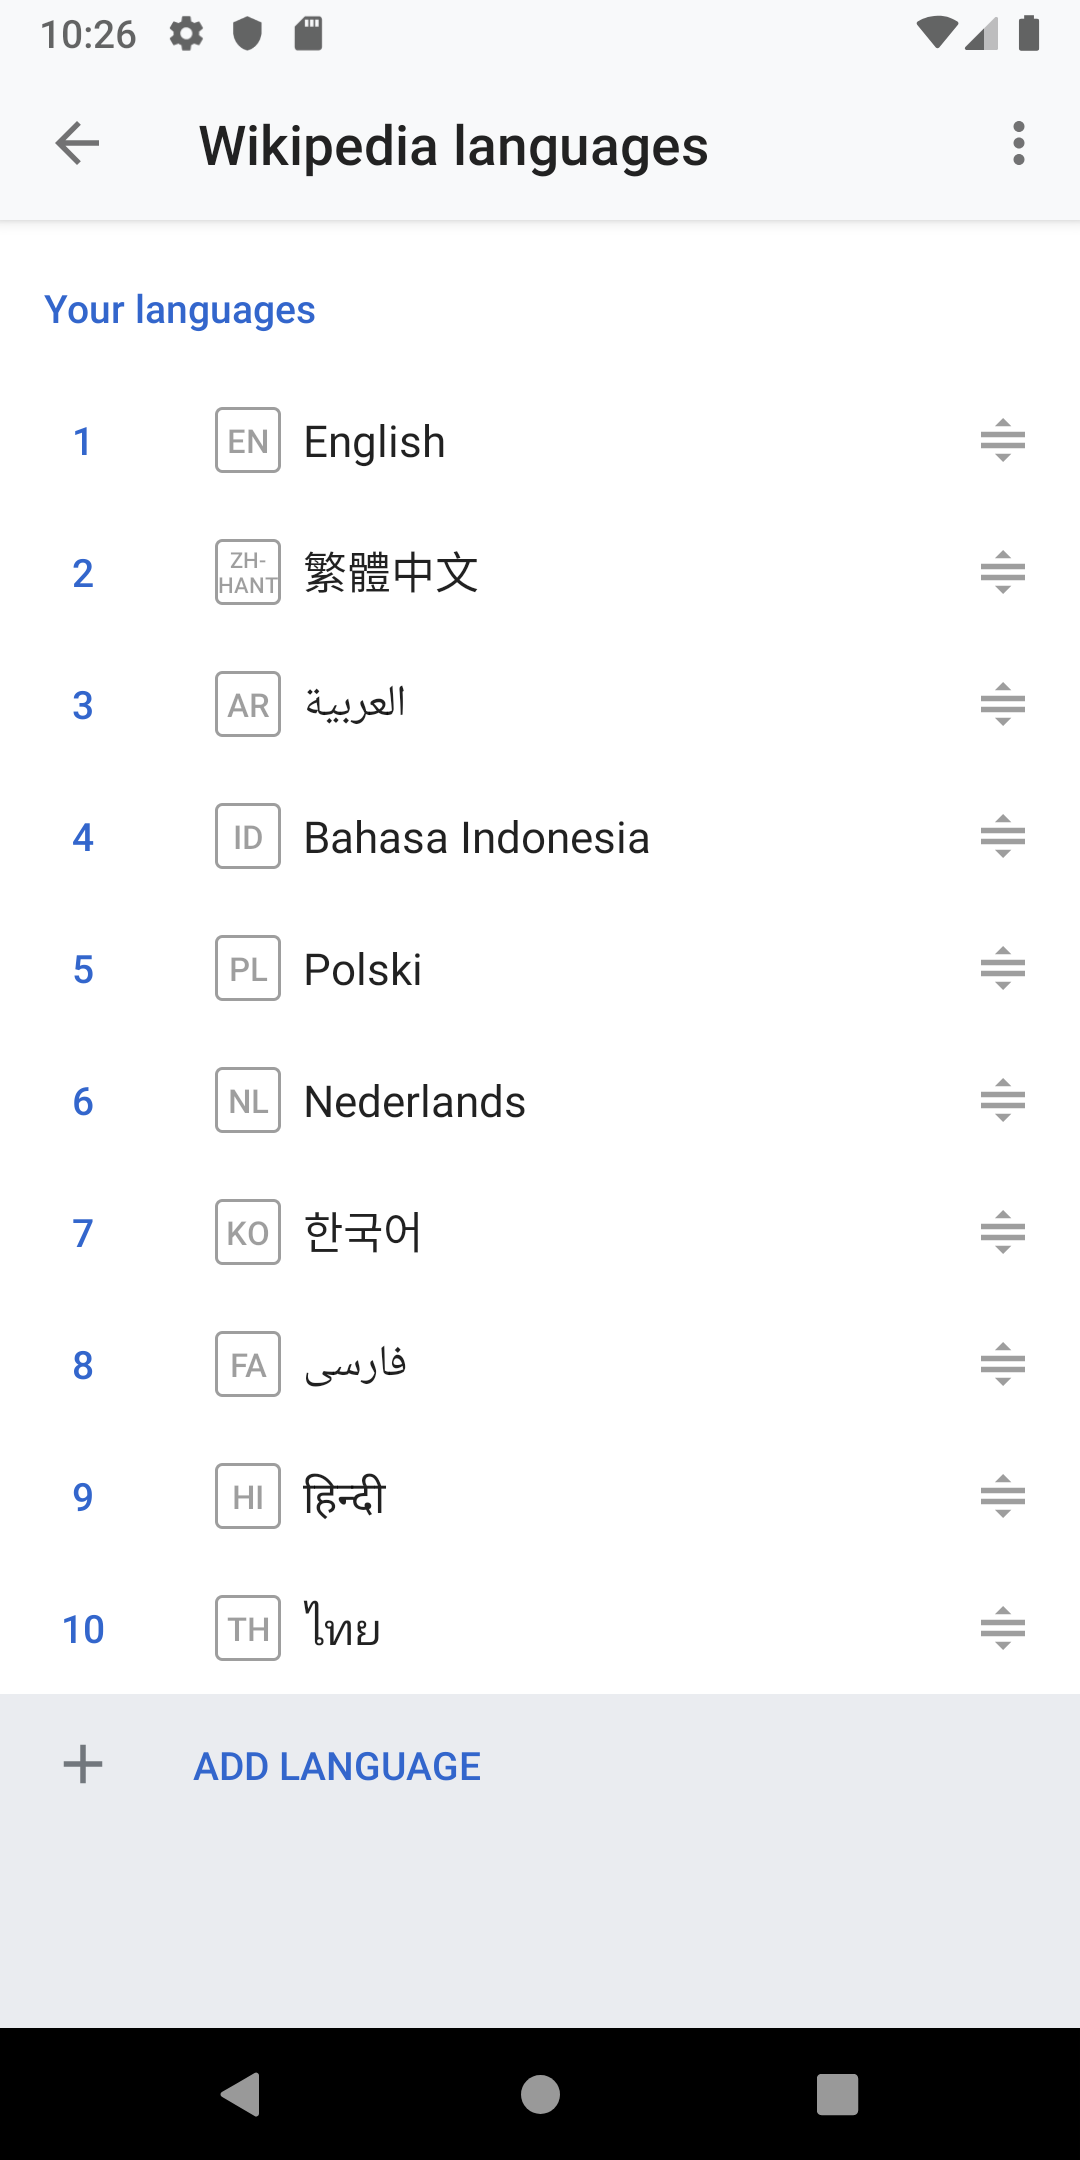 10:26
Wikipedia languages
Your languages
1 EN English
2 ZH-HANT 繁體中文
3 AR العربية
4 ID Bahasa Indonesia
5 PL Polski
6 NL Nederlands
7 KO 한국어
8 FA فارسی
9 HI हिन्दी
10 TH ไทย
ADD LANGUAGE